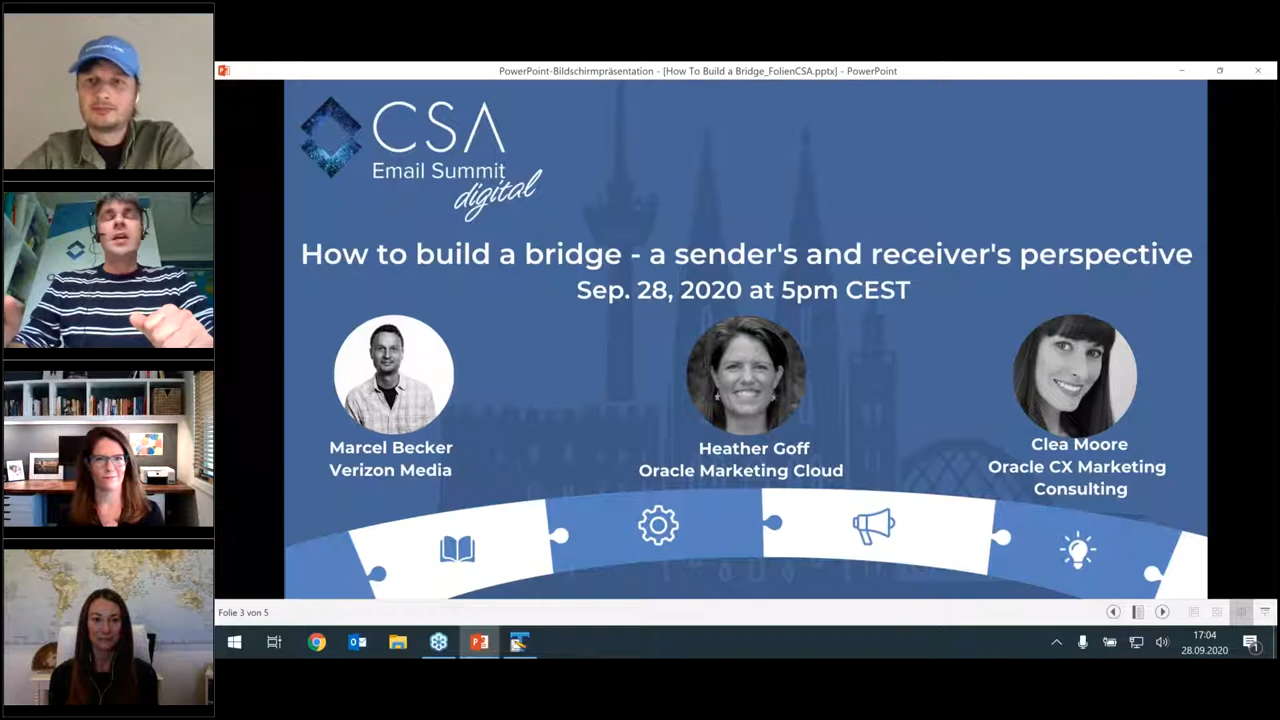 PowerPoint-Bildschirmpräsentation - [How To Build a Bridge_FolienCSA.pptx] - PowerPoint
CSA
Email Summit
digital
How to build a bridge - a sender's and receiver's perspective
Sep. 28, 2020 at 5pm CEST
Marcel Becker
Verizon Media
Heather Goff
Oracle Marketing Cloud
Clea Moore
Oracle CX Marketing
Consulting
Folie 3 von 5
17:04
28.09.2020
1